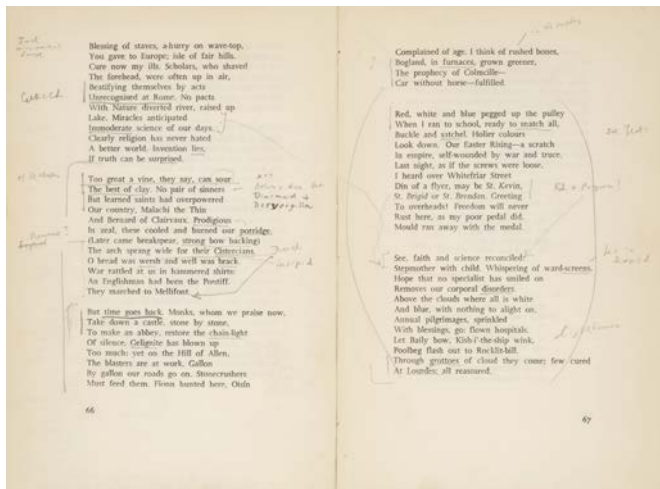 Blessing of staves, a-hurry on wave-top,
You gave to Europe; isle of fair hills.
Cure now my ills. Scholars, who shaved
The forehead, were often up in air,
Beatifying themselves by acts
Unrecognised at Rome. No pacts
With Nature diverted river, raised up
Lake. Miracles anticipated
Immoderate science of our days.
Clearly religion has never hated
A better world. Invention lies,
If truth can be surprised.
Too great a vine, they say, can sour
The best of clay. No pair of sinners
But learned saints had overpowered
Our country, Malachi the Thin
And Bernard of Clairvaux. Prodigious
In zeal, these cooled and burned our porridge.
(Later came breakspear, strong bow backing)
The arch sprang wide for their Cistercians.
O bread was wersh and well was brack.
War rattled at us in hammered shirts:
An Englishman had been the Pontiff.
They marched to Mellifont.
But time goes back. Monks, whom we praise now,
Take down a castle, stone by stone,
To make an abbey, restore the chain-light
Of silence. Gelignite has blown up
Too much: yet on the Hill of Allen,
The blasters are at work. Gallon
By gallon our roads go on. Stonecrushers
Must feed them. Fionn hunted here, Oisín
66
Complained of age. I think of rushed bones,
Bogland, in furnaces, grown greener,
The prophecy of Colmcille—
Car without horse—fulfilled.
Red, white and blue pegged up the pulley
When I ran to school, ready to snatch all,
Buckle and satchel. Holier colours
Look down. Our Easter Rising—a scratch
In empire, self-wounded by war and truce.
Last night, as if the screws were loose,
I heard over Whitefriar Street
Din of a flyer, may be St. Kevin,
St. Brigid or St. Brendan. Greeting
To overheads! Freedom will never
Rust here, as my poor pedal did,
Mould ran away with the medal.
See, faith and science reconciled:
Stepmother with child. Whispering of ward-screens,
Hope that no specialist has smiled on
Removes our corporal disorders.
Above the clouds where all is white
And blue, with nothing to alight on,
Annual pilgrimages, sprinkled
With blessings, go: flown hospitals.
Let Baily bow, Kish-i'-the-ship wink,
Poolbeg flash out to Rockfit-bill.
Through grottoes of cloud they come; few cured
At Lourdes; all reassured.
67